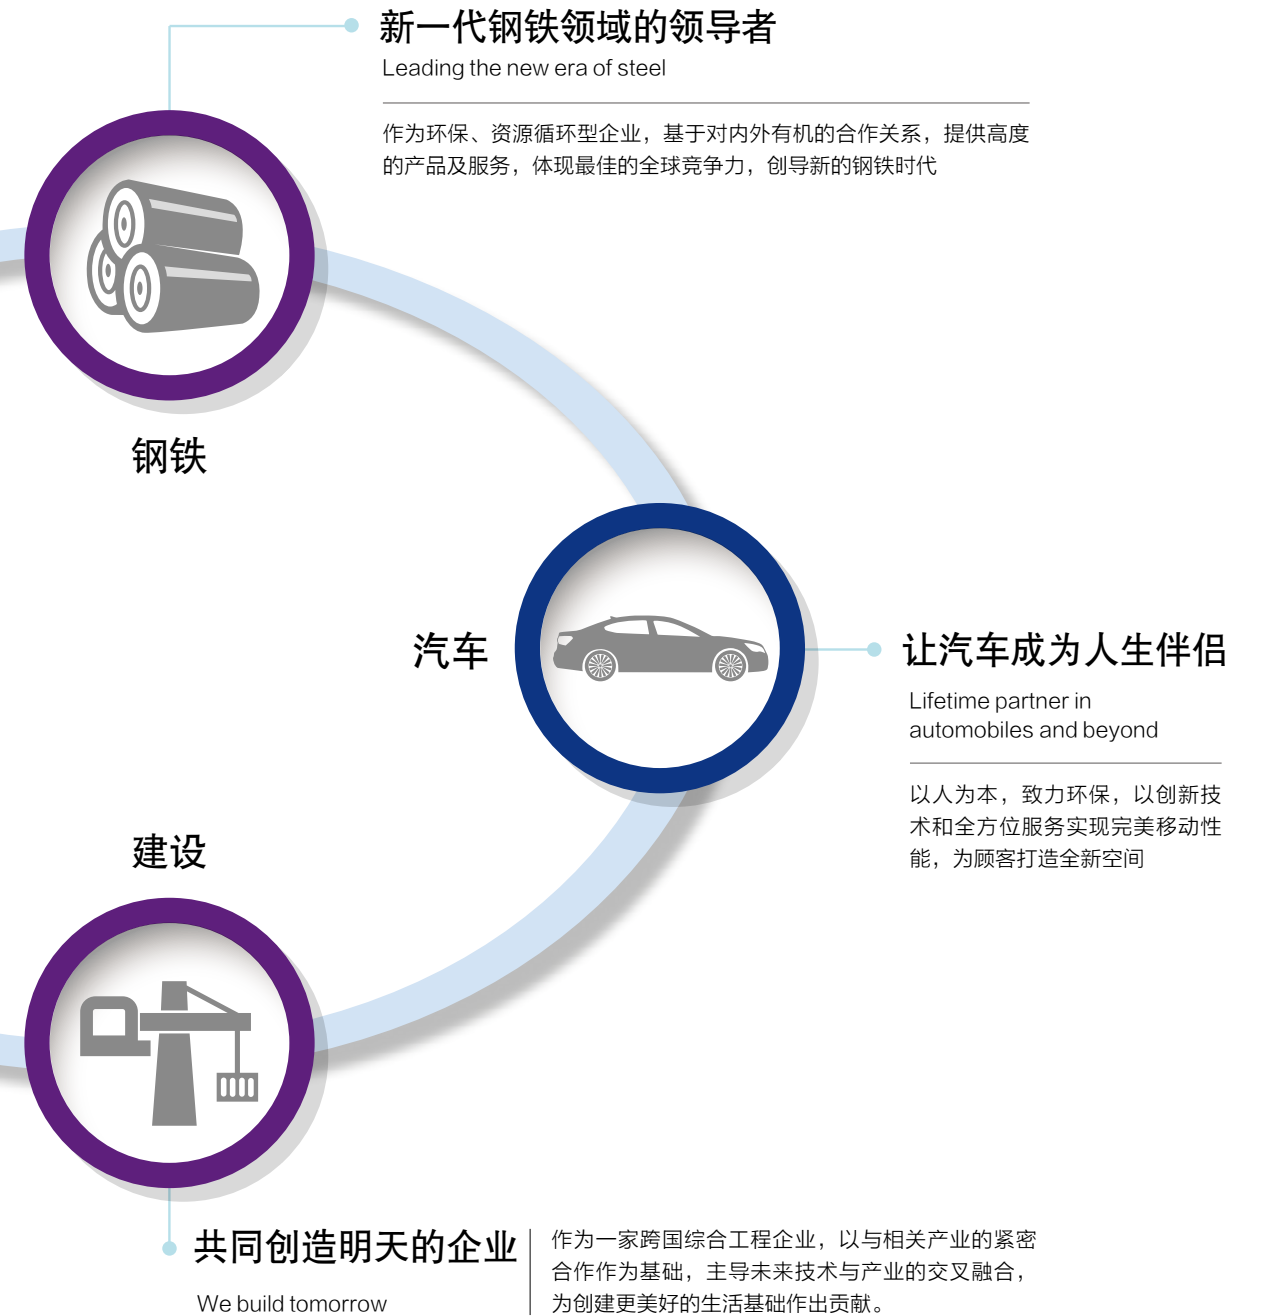 新一代钢铁领域的领导者
Leading the new era of steel
作为环保、资源循环型企业，基于对内外有机的合作关系，提供高度
的产品及服务，体现最佳的全球竞争力，创导新的钢铁时代
钢铁
汽车
让汽车成为人生伴侣
Lifetime partner in
automobiles and beyond
以人为本，致力环保，以创新技
术和全方位服务实现完美移动性
能，为顾客打造全新空间
建设
共同创造明天的企业
We build tomorrow
作为一家跨国综合工程企业，以与相关产业的紧密
合作作为基础，主导未来技术与产业的交叉融合，
为创建更美好的生活基础作出贡献。